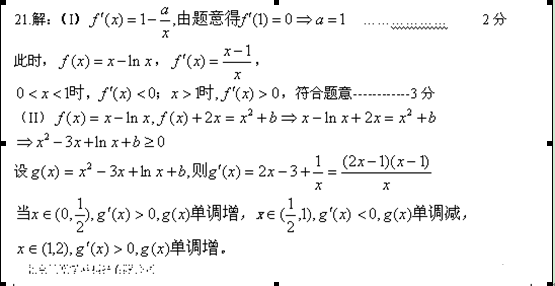 21.解:（I）f′(x)=1−a/x,由题意得f′(1)=0⇒a=1 ………………… 2分
此时，f(x)=x−ln x，f′(x)=(x−1)/x，
0<x<1时，f′(x)<0；x>1时,f′(x)>0，符合题意-----------3分
（II）f(x)=x−ln x,f(x)+2x=x²+b⇒x−ln x+2x=x²+b
⇒x²−3x+ln x+b≥0
设g(x)=x²−3x+ln x+b,则g′(x)=2x−3+1/x=(2x−1)(x−1)/x
当x∈(0,1/2),g′(x)>0,g(x)单调增，x∈(1/2,1),g′(x)<0,g(x)单调减，
x∈(1,2),g′(x)>0,g(x)单调增．